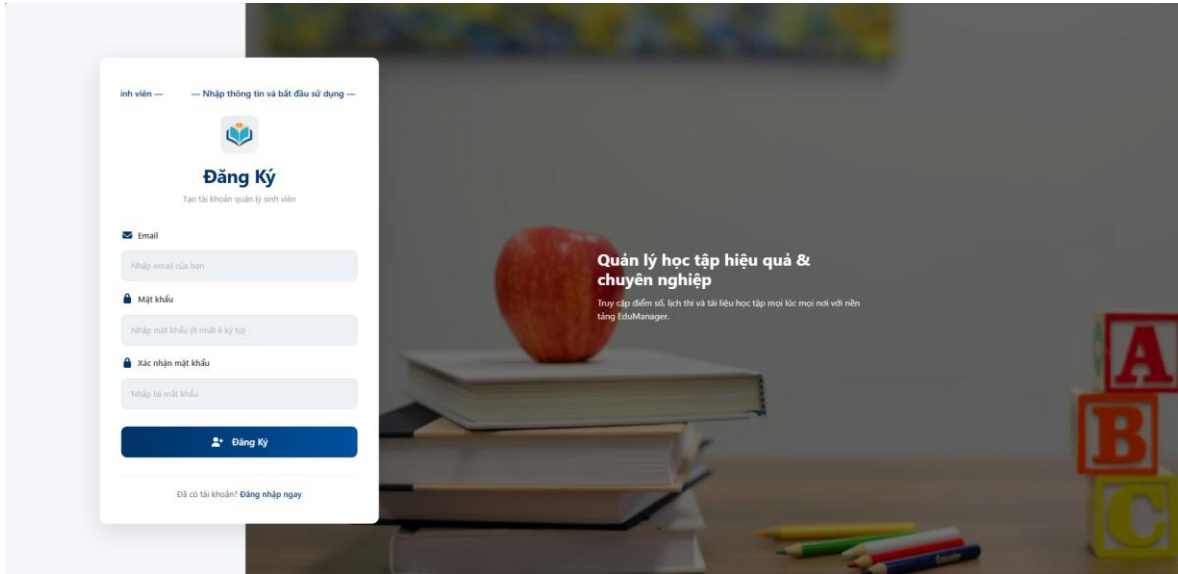 inh viên — — Nhập thông tin và bắt đầu sử dụng —
Đăng Ký
Tạo tài khoản quản lý sinh viên
Email
Nhập email của bạn
Mật khẩu
Nhập mật khẩu (ít nhất 6 ký tự)
Xác nhận mật khẩu
Nhập lại mật khẩu
Đăng Ký
Đã có tài khoản? Đăng nhập ngay
Quản lý học tập hiệu quả &
chuyên nghiệp
Truy cập điểm số, lịch thi và tài liệu học tập mọi lúc mọi nơi với nền
tảng EduManager.
A
B
C